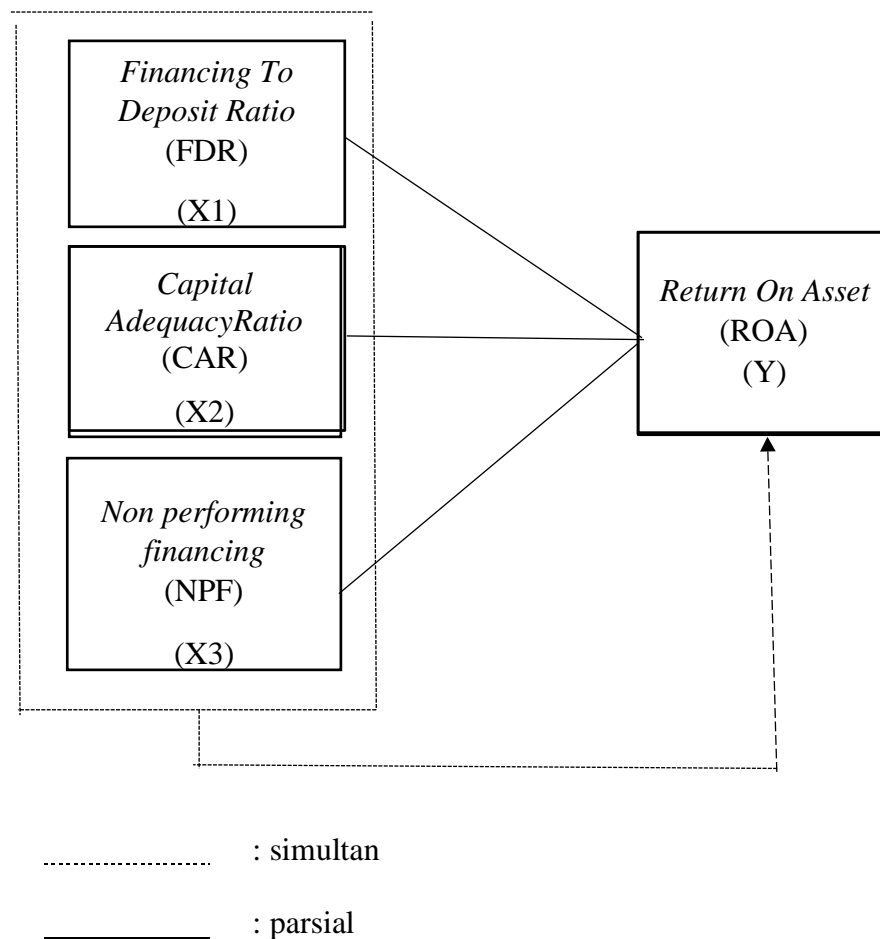 Financing To
Deposit Ratio
(FDR)
(X1)
Capital
AdequacyRatio
(CAR)
(X2)
Non performing
financing
(NPF)
(X3)
Return On Asset
(ROA)
(Y)
: simultan
: parsial